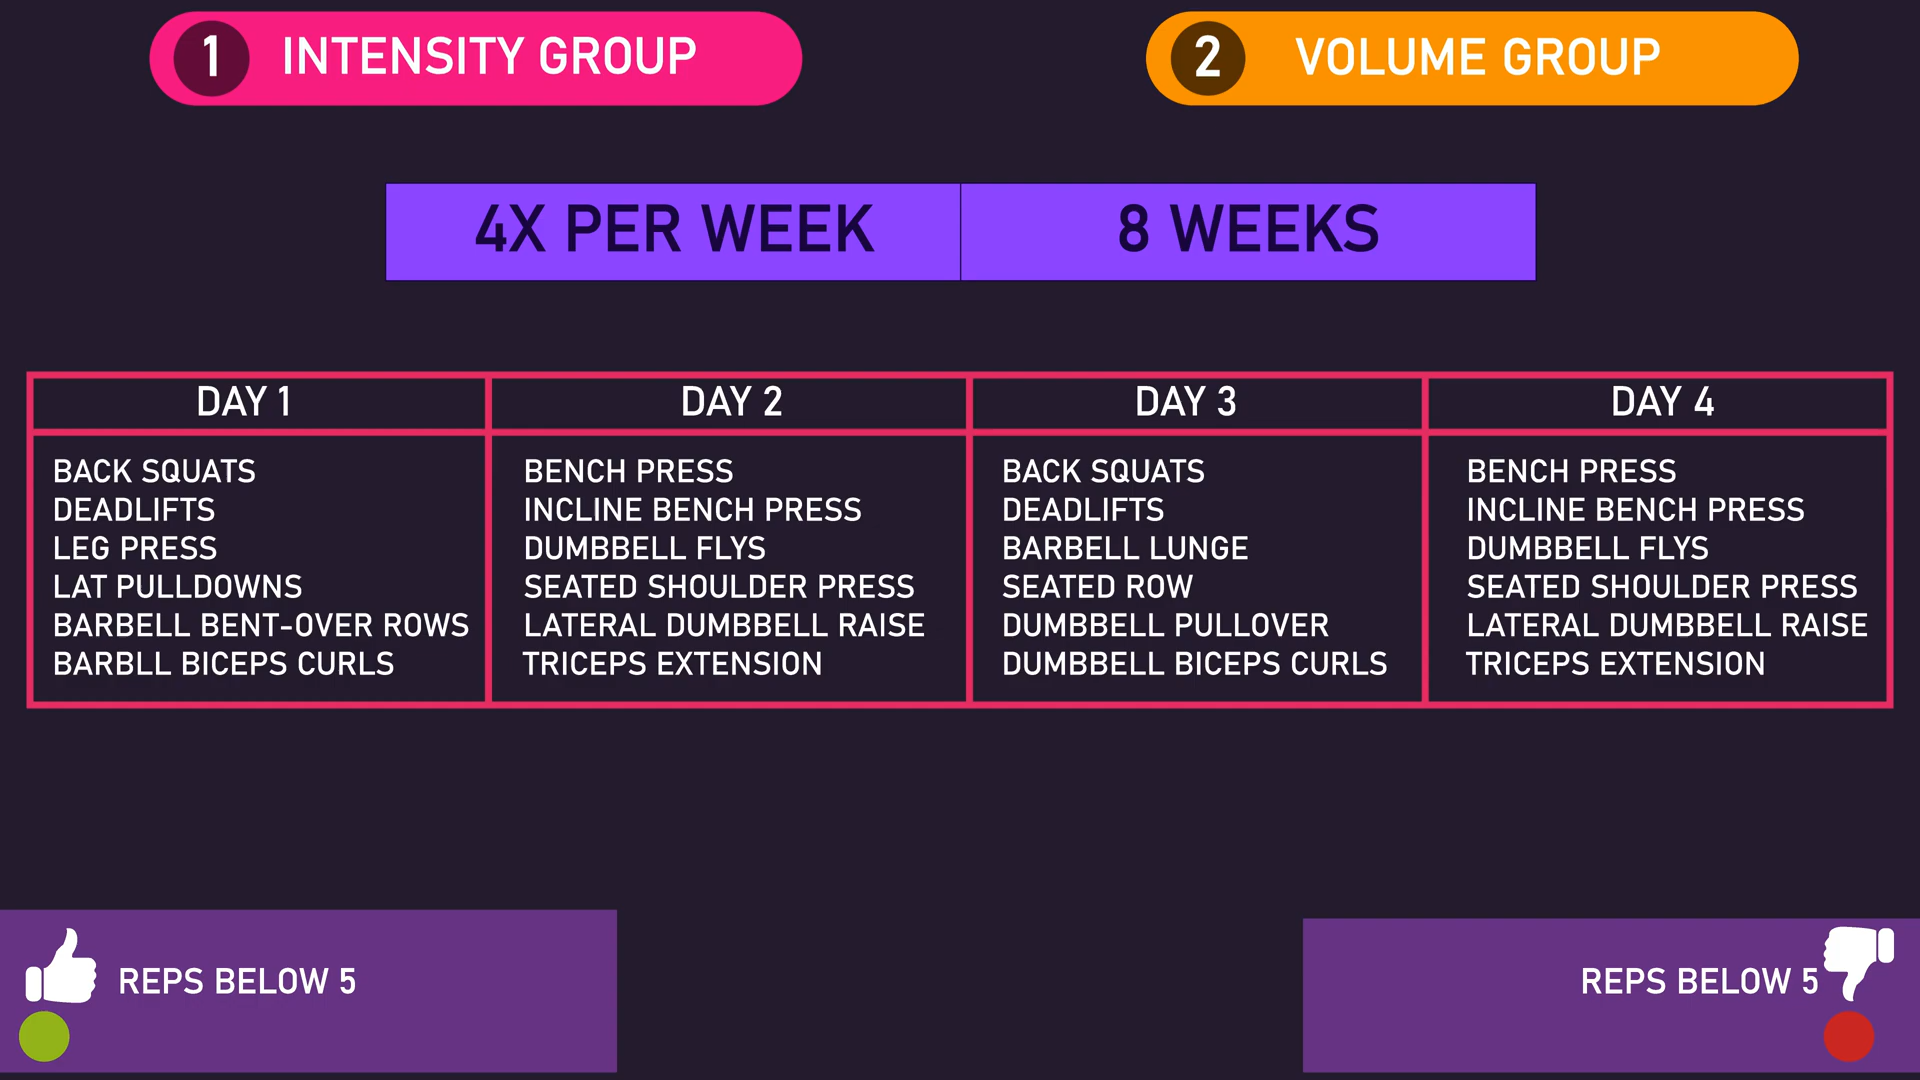 1 INTENSITY GROUP
2 VOLUME GROUP
4X PER WEEK
8 WEEKS
DAY 1
DAY 2
DAY 3
DAY 4
BACK SQUATS
DEADLIFTS
LEG PRESS
LAT PULLDOWNS
BARBELL BENT-OVER ROWS
BARBLL BICEPS CURLS
BENCH PRESS
INCLINE BENCH PRESS
DUMBBELL FLYS
SEATED SHOULDER PRESS
LATERAL DUMBBELL RAISE
TRICEPS EXTENSION
BACK SQUATS
DEADLIFTS
BARBELL LUNGE
SEATED ROW
DUMBBELL PULLOVER
DUMBBELL BICEPS CURLS
BENCH PRESS
INCLINE BENCH PRESS
DUMBBELL FLYS
SEATED SHOULDER PRESS
LATERAL DUMBBELL RAISE
TRICEPS EXTENSION
REPS BELOW 5
REPS BELOW 5